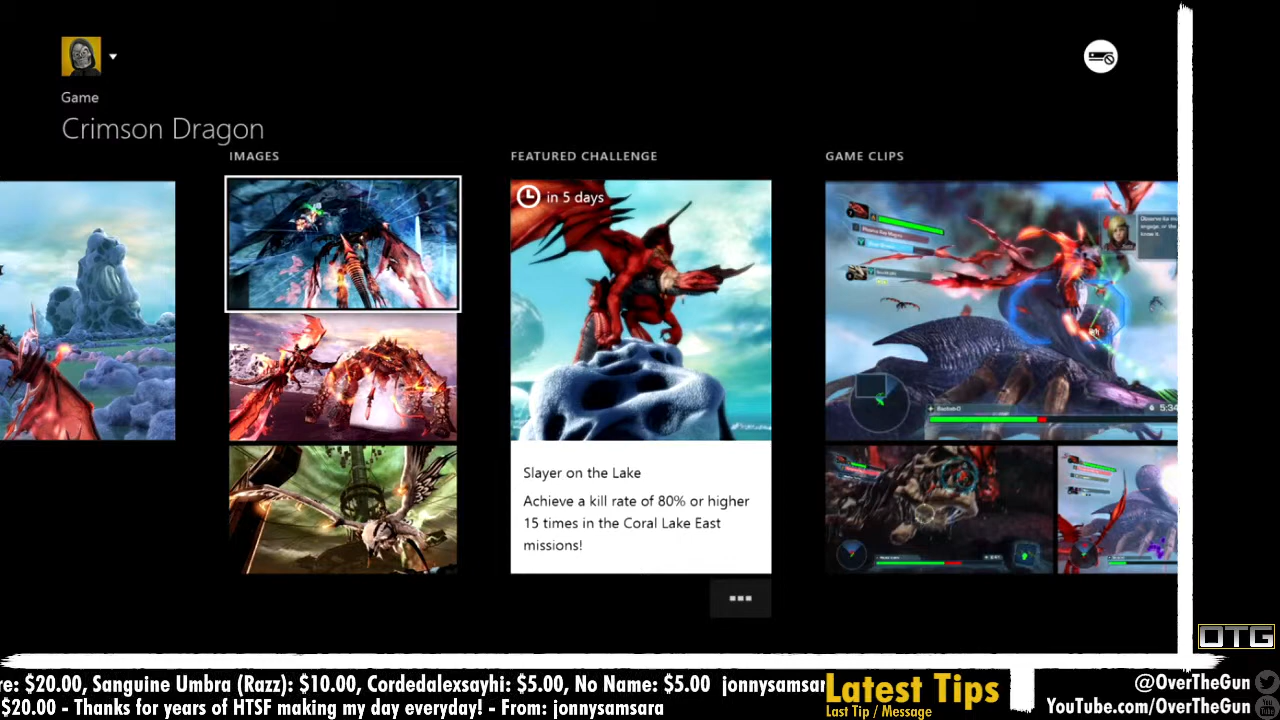 Game
Crimson Dragon
IMAGES
FEATURED CHALLENGE
GAME CLIPS
in 5 days
Slayer on the Lake
Achieve a kill rate of 80% or higher
15 times in the Coral Lake East
missions!
5:34
OTG
re: $20.00, Sanguine Umbra (Razz): $10.00, Cordedalexsayhi: $5.00, No Name: $5.00 jonnysamsar
$20.00 - Thanks for years of HTSF making my day everyday! - From: jonnysamsara
Latest Tips
Last Tip / Message
@OverTheGun
YouTube.com/OverTheGun